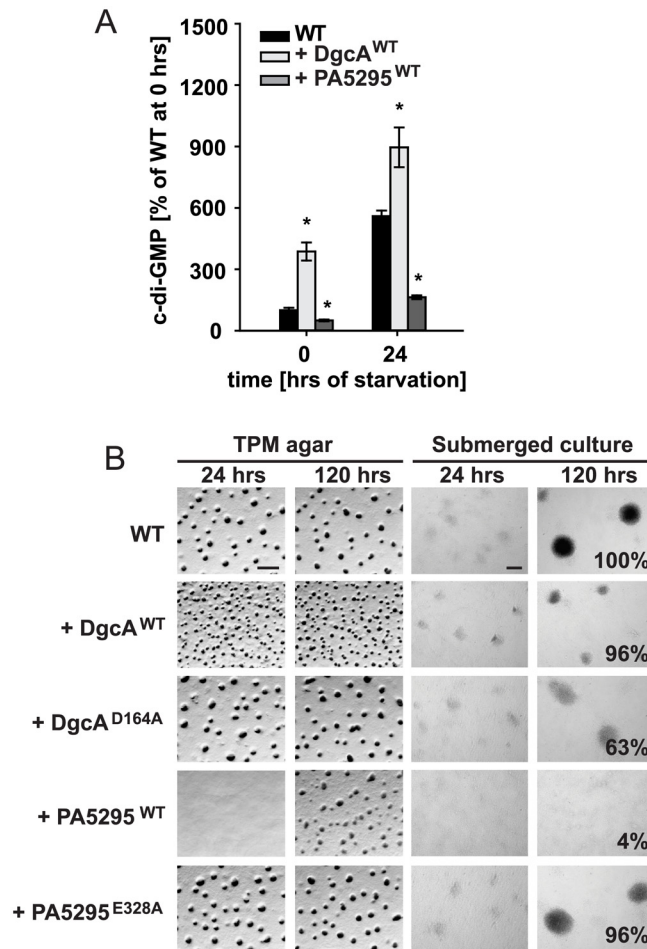 A
c-di-GMP [% of WT at 0 hrs]
1500
1200
900
600
300
0
WT
+ DgcA WT
+ PA5295 WT
*
*
*
*
0
24
time [hrs of starvation]
B
TPM agar
Submerged culture
24 hrs
120 hrs
24 hrs
120 hrs
WT
100%
+ DgcA WT
96%
+ DgcA D164A
63%
+ PA5295 WT
4%
+ PA5295 E328A
96%